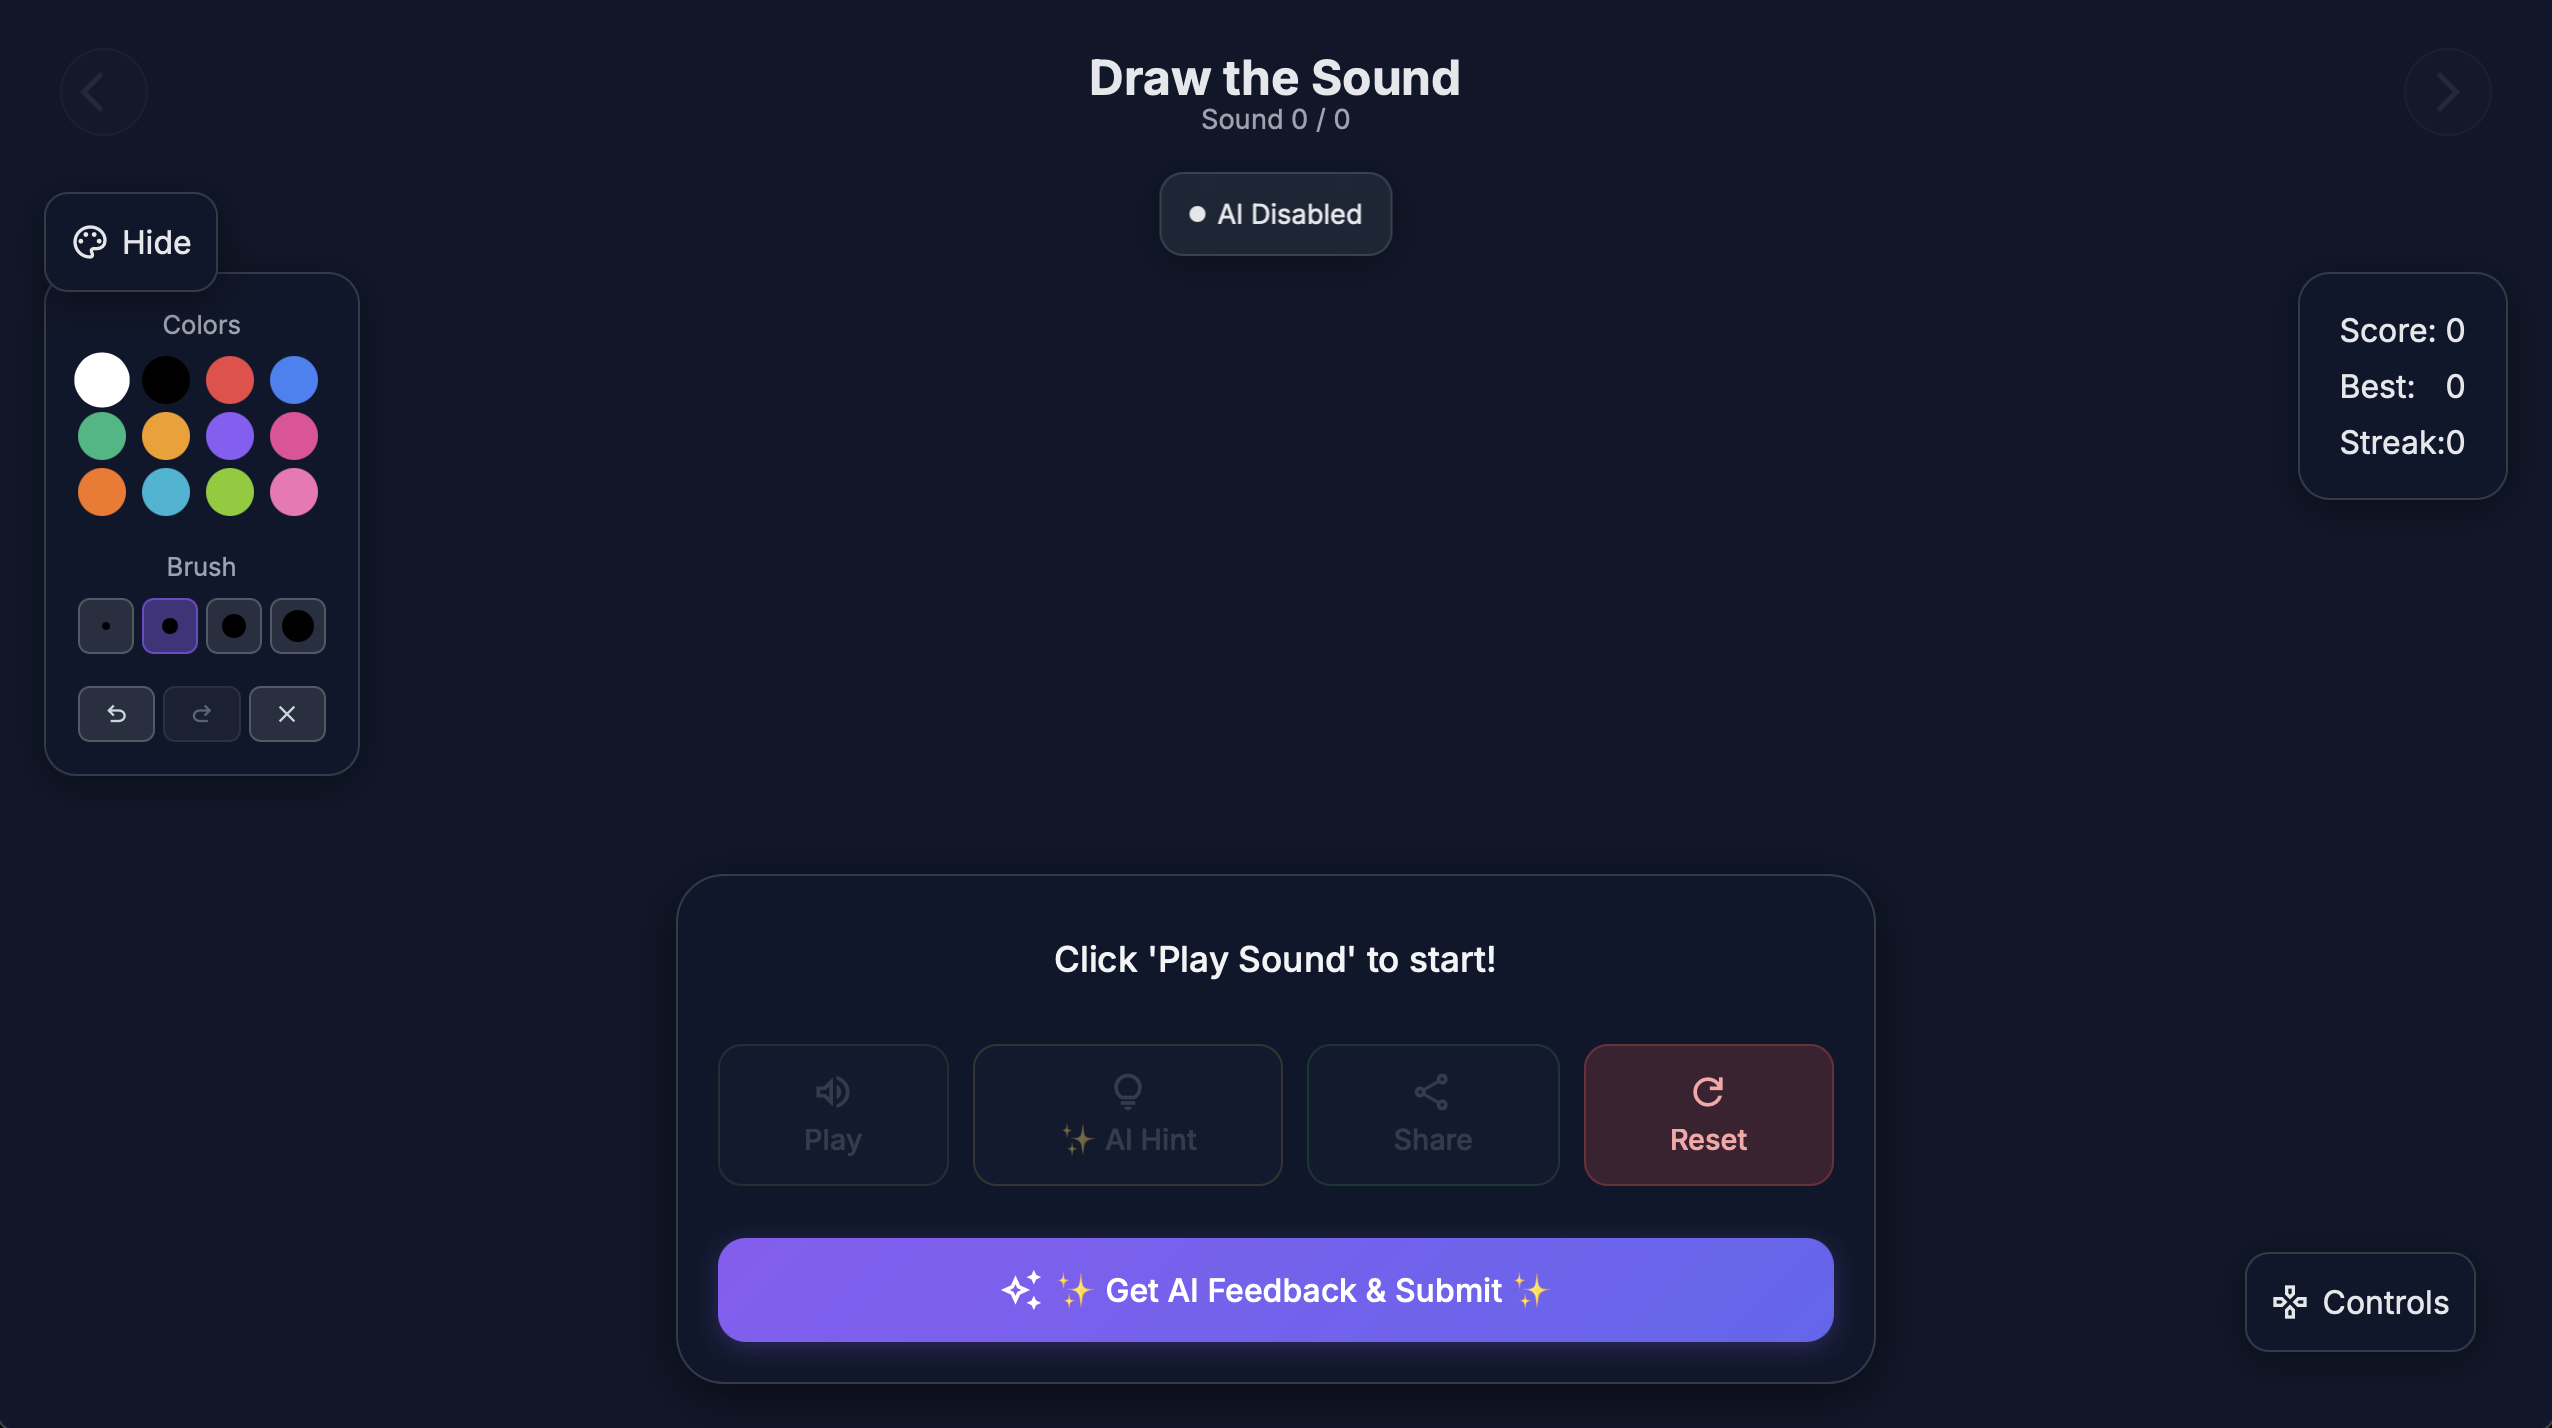 Draw the Sound
Sound 0 / 0
AI Disabled
Hide
Colors
Brush
Score: 0
Best: 0
Streak:0
Click 'Play Sound' to start!
Play
✨ AI Hint
Share
Reset
✨ Get AI Feedback & Submit ✨
Controls